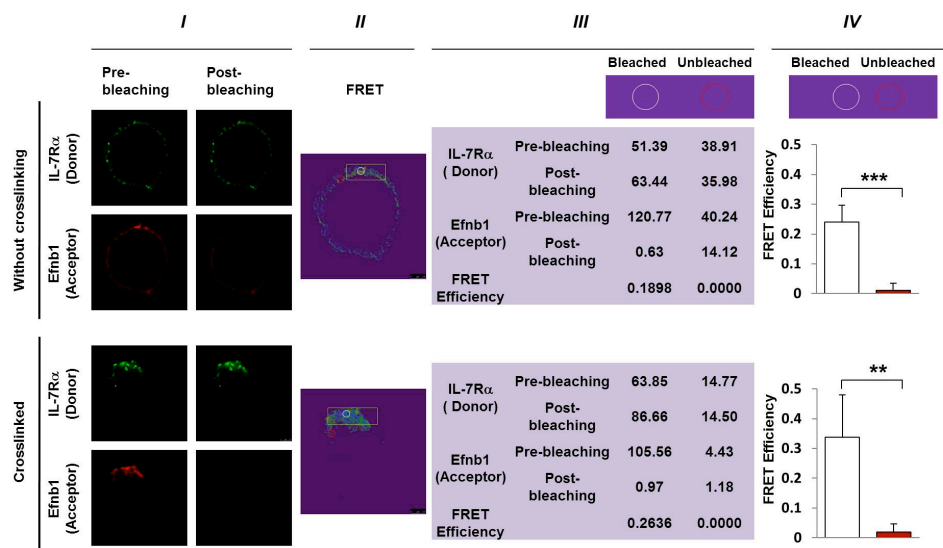 I II III IV
Bleached Unbleached Bleached Unbleached
Pre-bleaching Post-bleaching FRET
Without crosslinking
IL-7Rα (Donor)
Efnb1 (Acceptor)
IL-7Rα ( Donor) Pre-bleaching 51.39 38.91
Post-bleaching 63.44 35.98
Efnb1 (Acceptor) Pre-bleaching 120.77 40.24
Post-bleaching 0.63 14.12
FRET Efficiency 0.1898 0.0000
FRET Efficiency
0.5
0.4
0.3
0.2
0.1
0
***
Crosslinked
IL-7Rα (Donor)
Efnb1 (Acceptor)
IL-7Rα ( Donor) Pre-bleaching 63.85 14.77
Post-bleaching 86.66 14.50
Efnb1 (Acceptor) Pre-bleaching 105.56 4.43
Post-bleaching 0.97 1.18
FRET Efficiency 0.2636 0.0000
FRET Efficiency
0.5
0.4
0.3
0.2
0.1
0
**